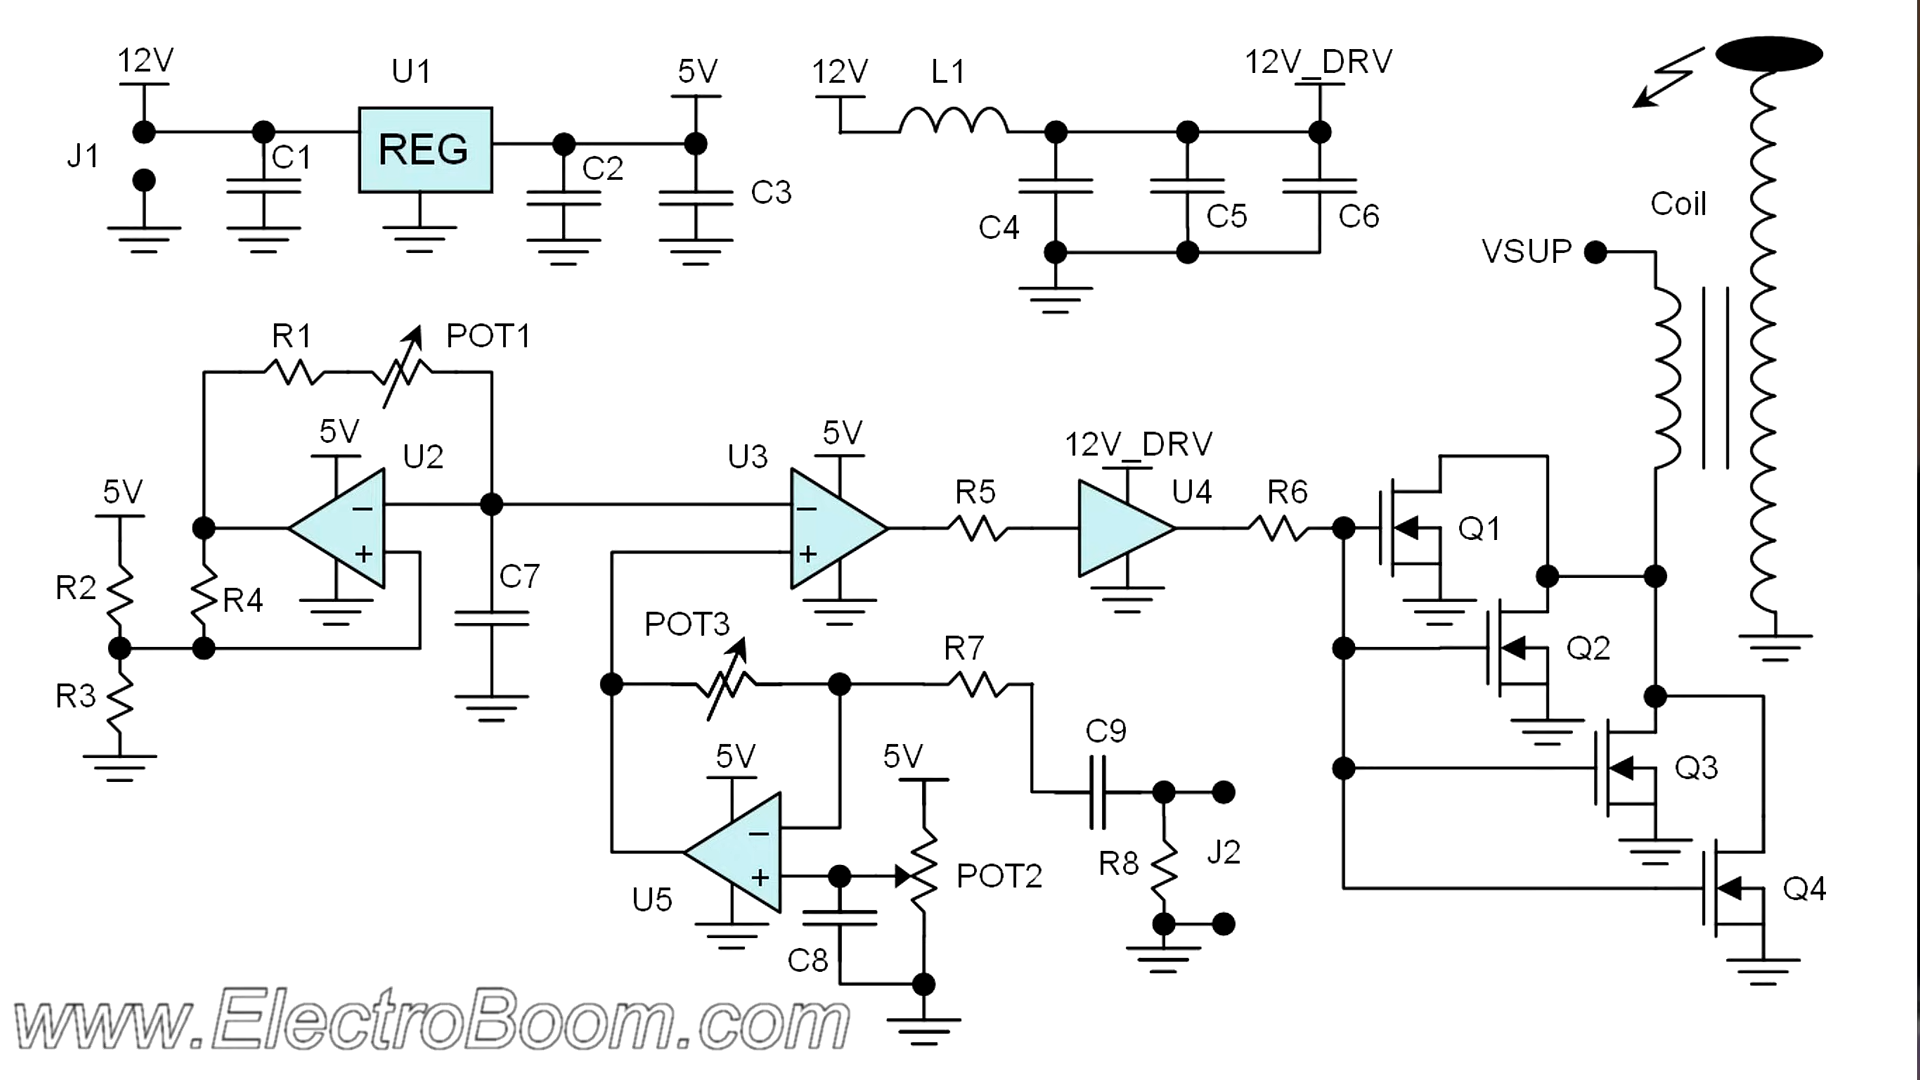 12V
U1
5V
12V
L1
12V_DRV
J1
C1
REG
C2
C3
C4
C5
C6
Coil
VSUP
R1
POT1
5V
U2
U3
5V
12V_DRV
5V
R5
U4
R6
Q1
−
+
−
+
R2
R4
C7
Q2
POT3
R7
R3
C9
5V
5V
Q3
−
+
POT2
R8
J2
U5
Q4
C8
www.ElectroBoom.com